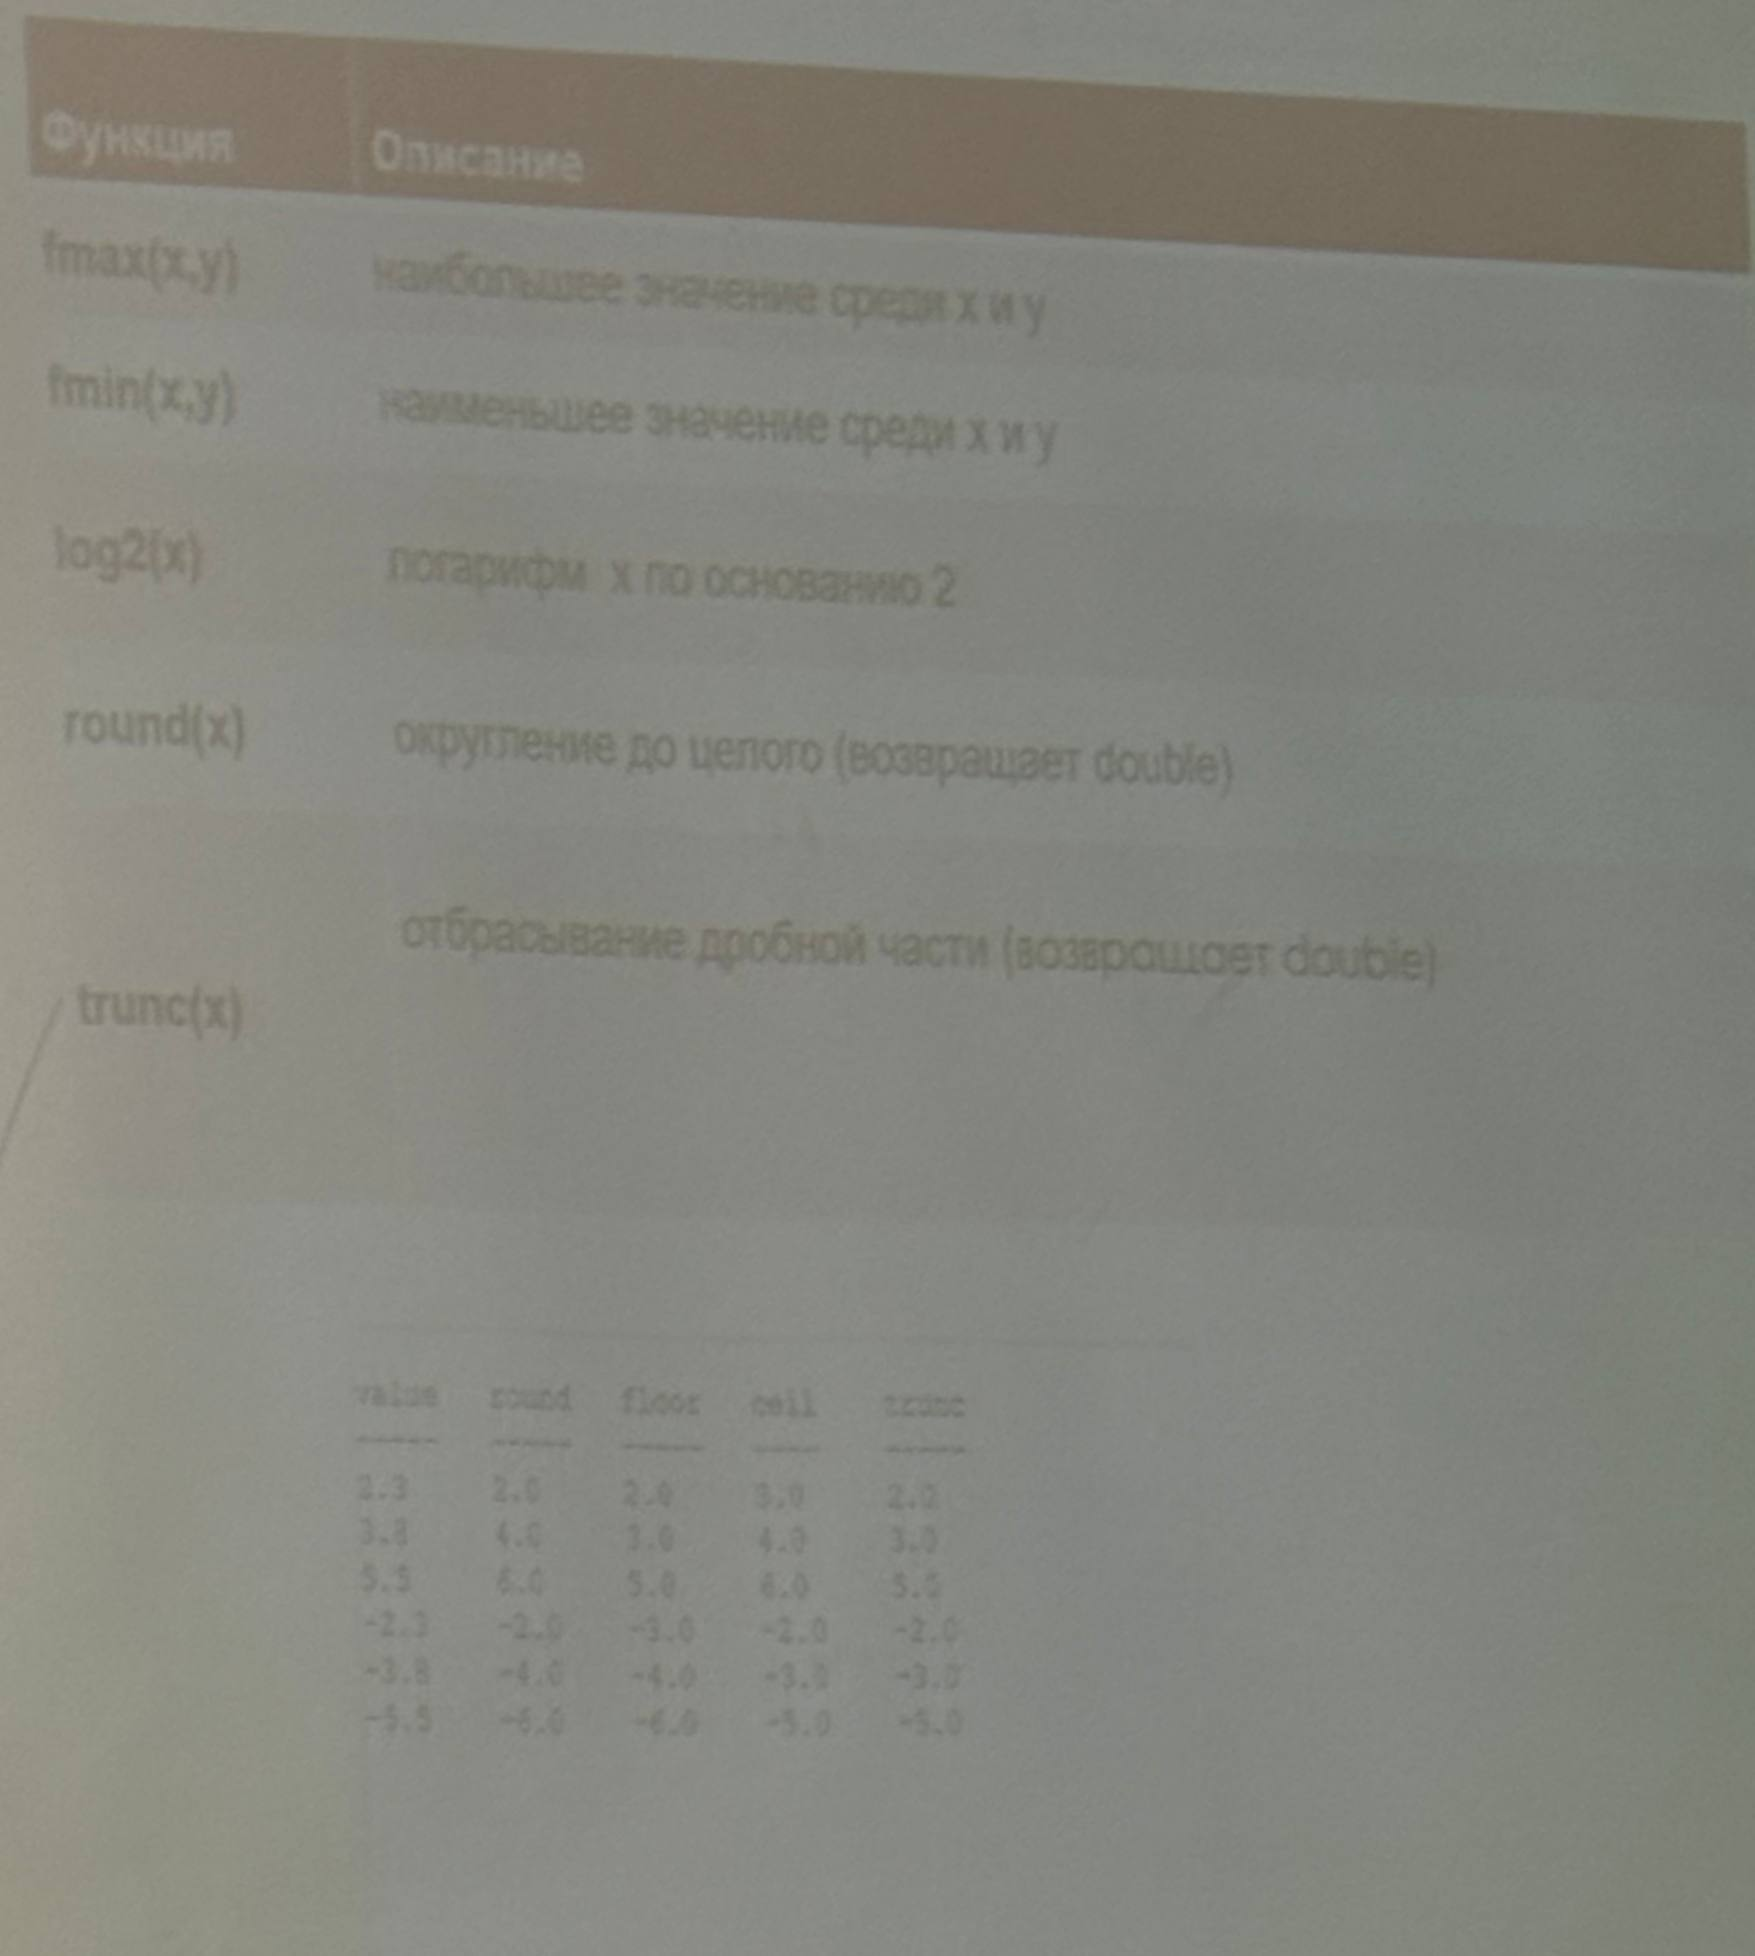 Функция Описание
fmax(x,y) наибольшее значение среди x и y
fmin(x,y) наименьшее значение среди x и y
log2(x) логарифм x по основанию 2
round(x) округление до целого (возвращает double)
отбрасывание дробной части (возвращает double)
trunc(x)
value round floor ceil trunc
----- ----- ----- ---- -----
2.3 2.0 2.0 3.0 2.0
3.8 4.0 3.0 4.0 3.0
5.5 6.0 5.0 6.0 5.0
-2.3 -2.0 -3.0 -2.0 -2.0
-3.8 -4.0 -4.0 -3.0 -3.0
-5.5 -6.0 -6.0 -5.0 -5.0